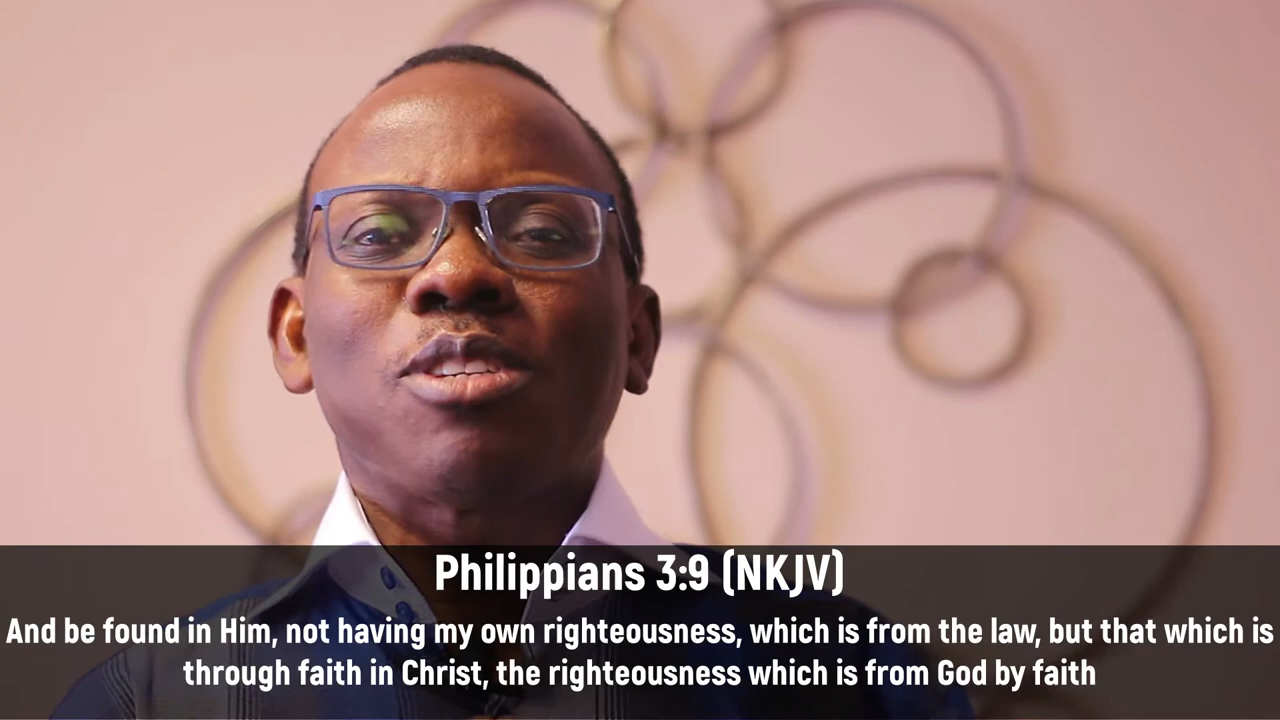 Philippians 3:9 (NKJV)
And be found in Him, not having my own righteousness, which is from the law, but that which is
through faith in Christ, the righteousness which is from God by faith